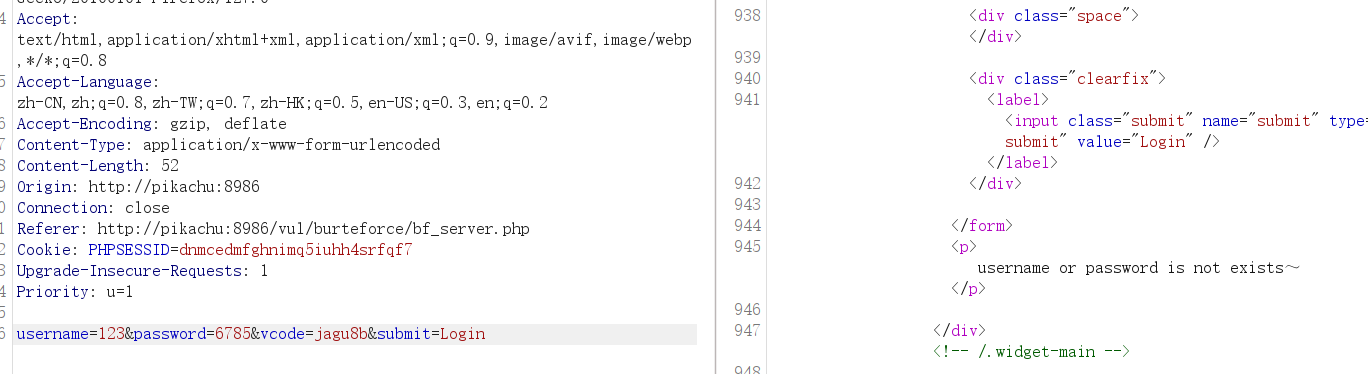 4 Accept:
text/html,application/xhtml+xml,application/xml;q=0.9,image/avif,image/webp
,*/*;q=0.8
5 Accept-Language:
zh-CN,zh;q=0.8,zh-TW;q=0.7,zh-HK;q=0.5,en-US;q=0.3,en;q=0.2
6 Accept-Encoding: gzip, deflate
7 Content-Type: application/x-www-form-urlencoded
8 Content-Length: 52
9 Origin: http://pikachu:8986
0 Connection: close
1 Referer: http://pikachu:8986/vul/burteforce/bf_server.php
2 Cookie: PHPSESSID=dnmcedmfghnimq5iuhh4srfqf7
3 Upgrade-Insecure-Requests: 1
4 Priority: u=1
5
6 username=123&password=6785&vcode=jagu8b&submit=Login
938 <div class="space">
</div>
939
940 <div class="clearfix">
941 <label>
<input class="submit" name="submit" type=
submit" value="Login" />
</label>
942 </div>
943
944 </form>
945 <p>
username or password is not exists～
</p>
946
947 </div>
<!-- /.widget-main -->
948